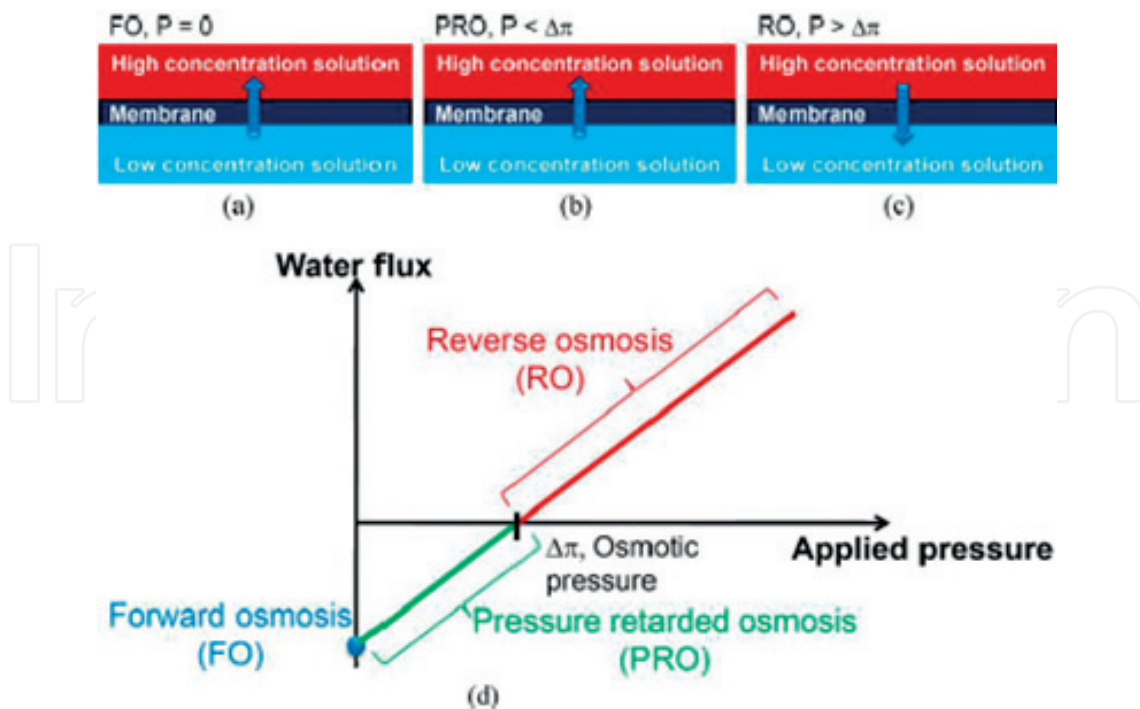 FO, P = 0
High concentration solution
Membrane
Low concentration solution
(a)
PRO, P < Δπ
High concentration solution
Membrane
Low concentration solution
(b)
RO, P > Δπ
High concentration solution
Membrane
Low concentration solution
(c)
Water flux
Reverse osmosis
(RO)
Δπ, Osmotic
pressure
Applied pressure
Forward osmosis
(FO)
Pressure retarded osmosis
(PRO)
(d)